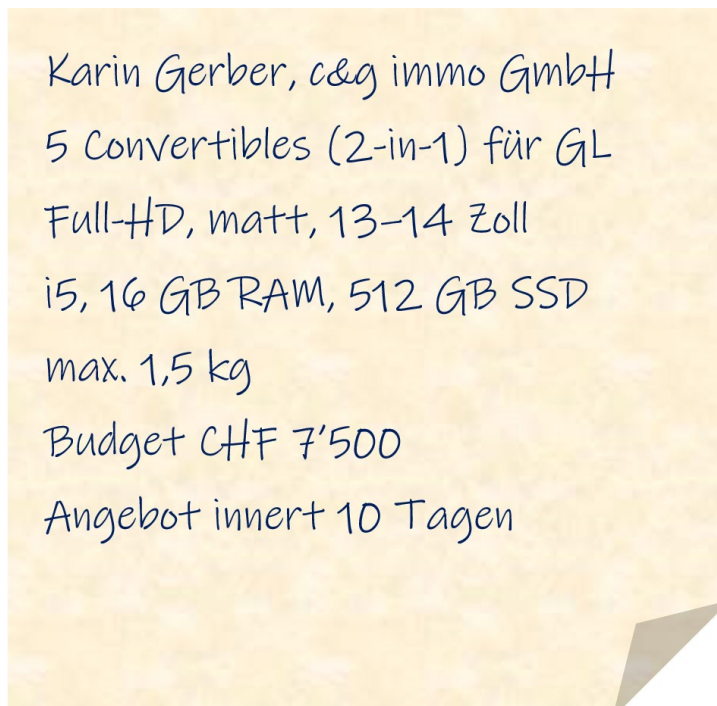 Karin Gerber, c&g immo GmbH
5 Convertibles (2-in-1) für GL
Full-HD, matt, 13–14 Zoll
i5, 16 GB RAM, 512 GB SSD
max. 1,5 kg
Budget CHF 7'500
Angebot innert 10 Tagen